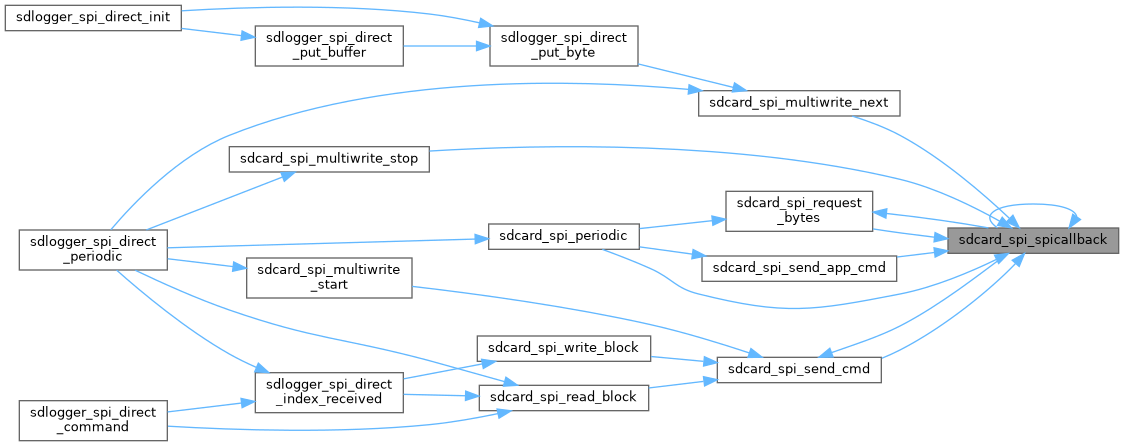 sdlogger_spi_direct_init
sdlogger_spi_direct
_put_buffer
sdlogger_spi_direct
_put_byte
sdcard_spi_multiwrite_next
sdcard_spi_multiwrite_stop
sdcard_spi_request
_bytes
sdlogger_spi_direct
_periodic
sdcard_spi_periodic
sdcard_spi_spicallback
sdcard_spi_multiwrite
_start
sdcard_spi_send_app_cmd
sdcard_spi_write_block
sdcard_spi_send_cmd
sdlogger_spi_direct
_index_received
sdcard_spi_read_block
sdlogger_spi_direct
_command